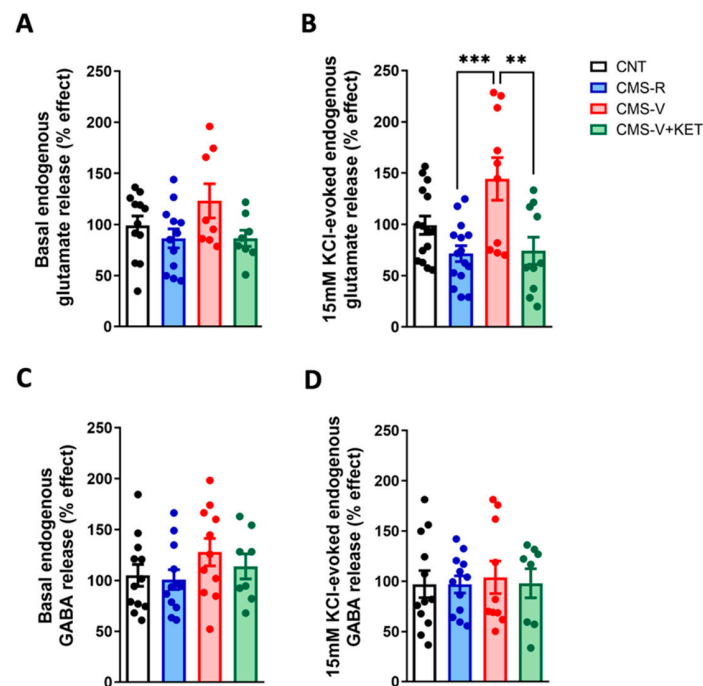 A
Basal endogenous
glutamate release (% effect)
250
200
150
100
50
0
B
15mM KCl-evoked endogenous
glutamate release (% effect)
250
200
150
100
50
0
***
**
CNT
CMS-R
CMS-V
CMS-V+KET
C
Basal endogenous
GABA release (% effect)
250
200
150
100
50
0
D
15mM KCl-evoked endogenous
GABA release (% effect)
250
200
150
100
50
0